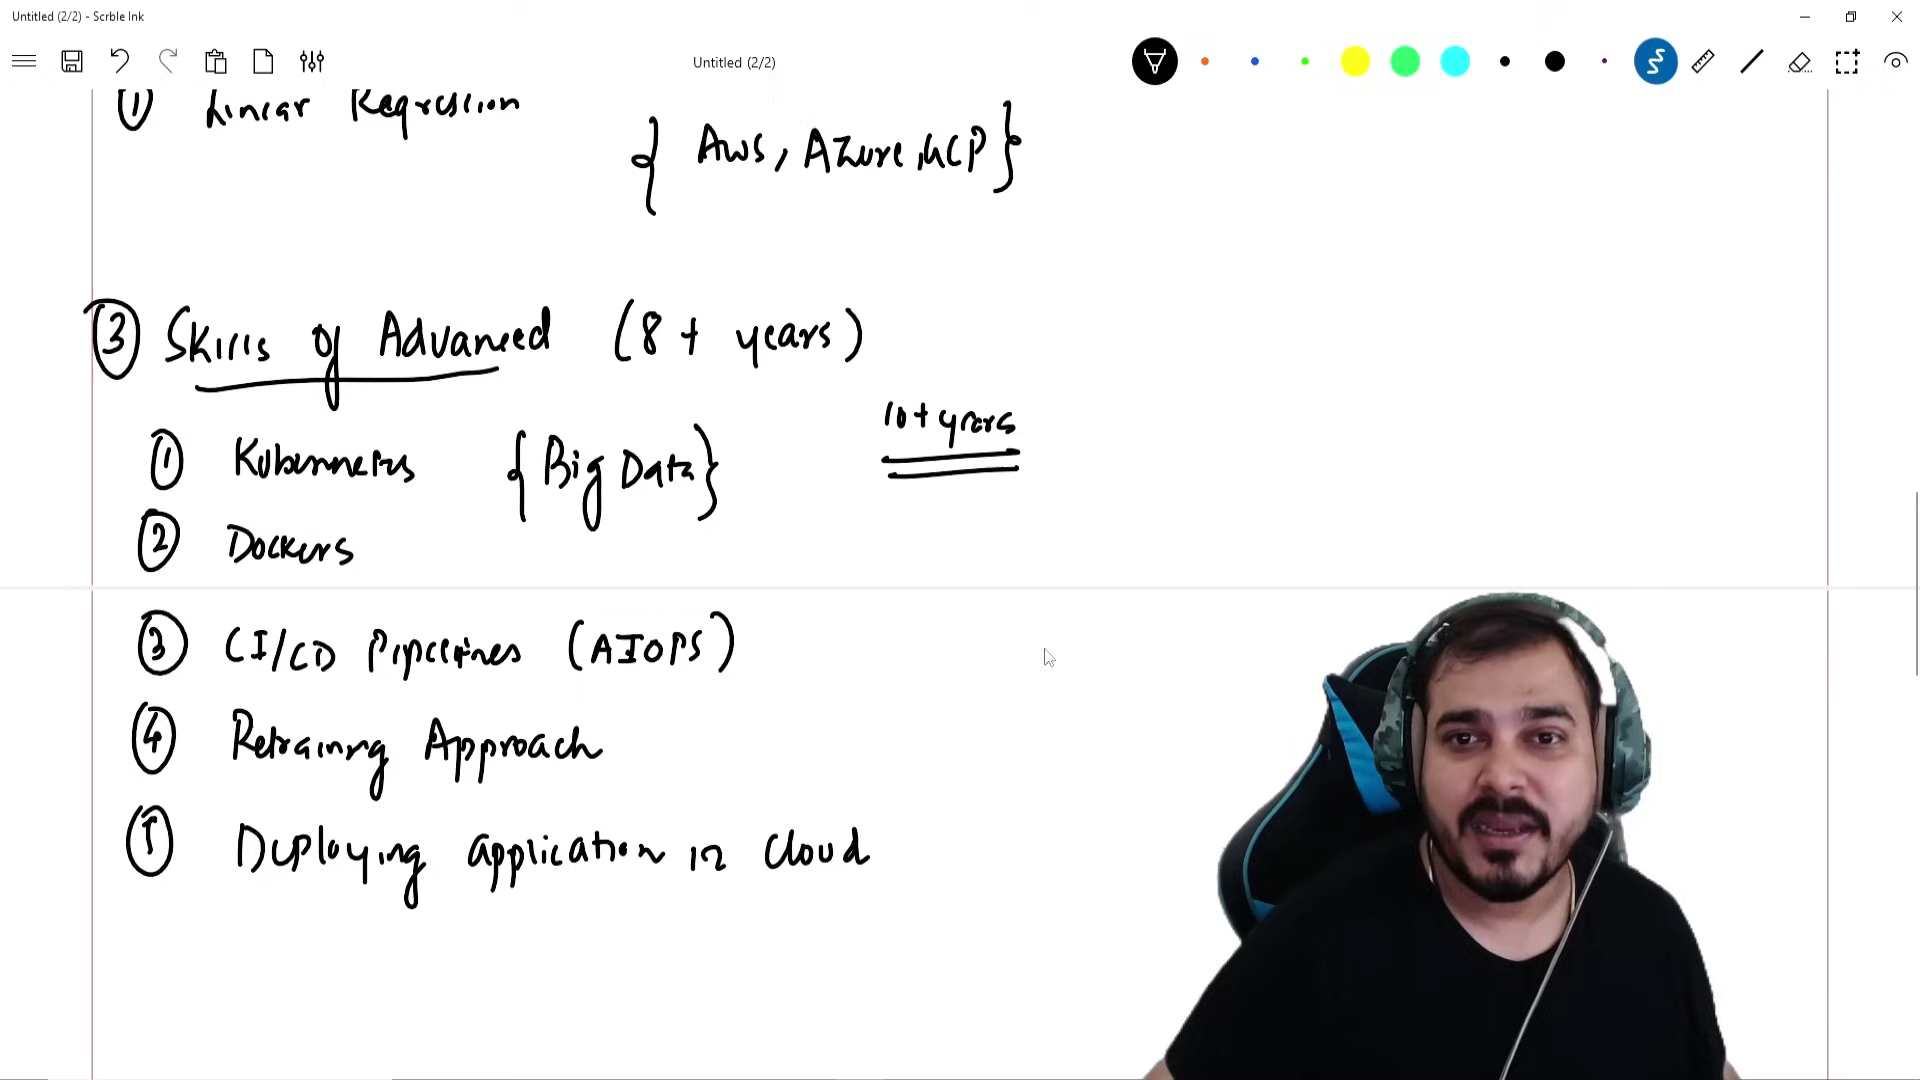 Untitled (2/2) - Scrble Ink
Untitled (2/2)
① Linear Regression
{ AWS, AZure, GCP }
③ Skills of Advanced (8+ years)
10+ years
① Kubernetes { Big Data }
② Dockers
③ CI/CD Pipelines (AIOPS)
④ Retraining Approach
⑤ Deploying application in cloud